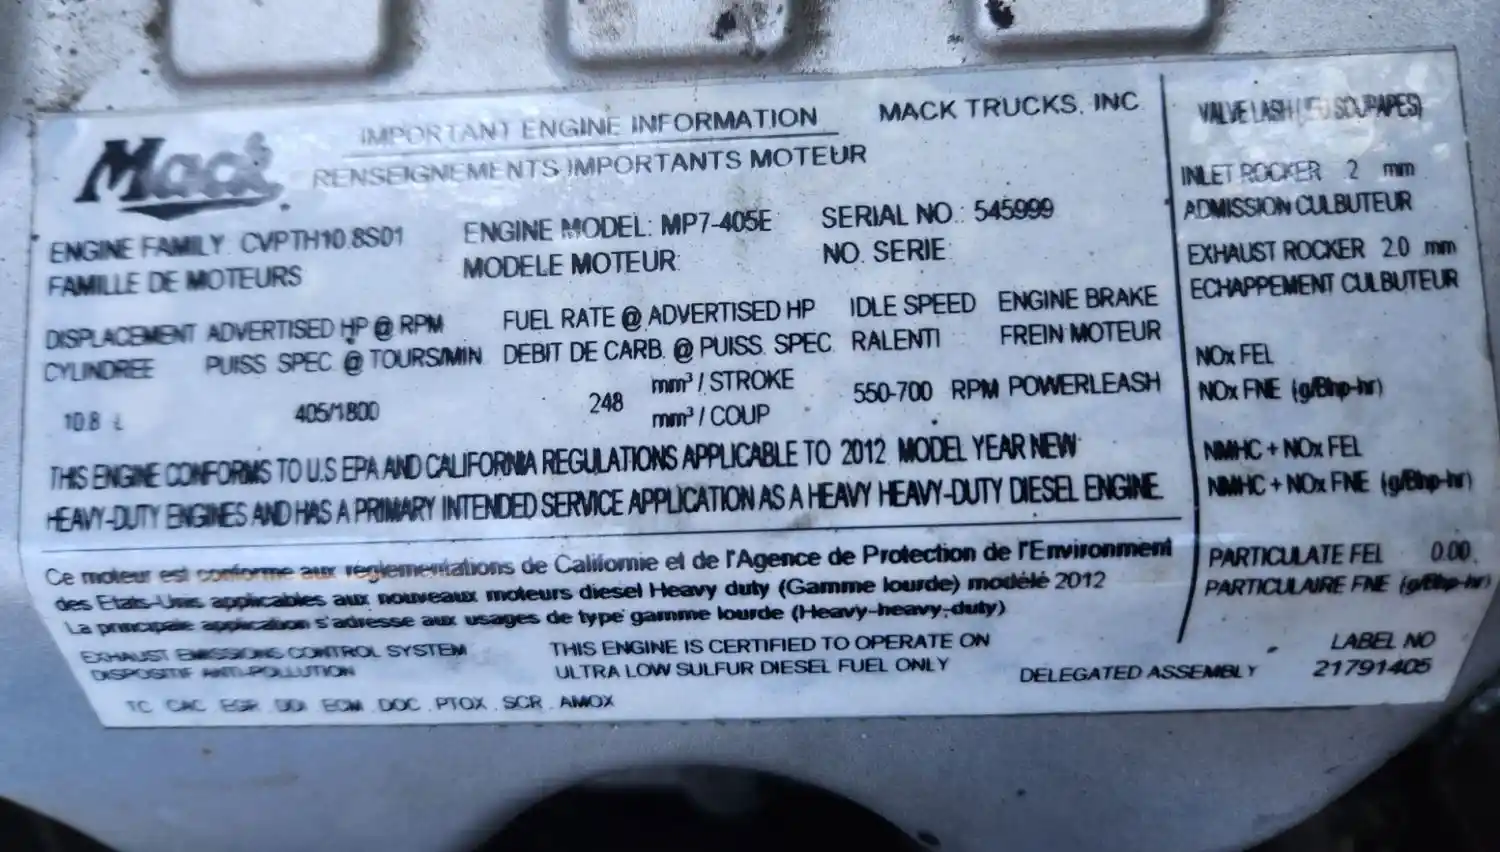 Mack
IMPORTANT ENGINE INFORMATION
MACK TRUCKS, INC
RENSEIGNEMENTS IMPORTANTS MOTEUR
ENGINE FAMILY CVPTH10.8S01
FAMILLE DE MOTEURS
ENGINE MODEL: MP7-405E
MODELE MOTEUR
SERIAL NO.: 545999
NO. SERIE
DISPLACEMENT
CYLINDREE
10.8 L
ADVERTISED HP @ RPM
PUISS SPEC @ TOURS/MIN
405/1800
FUEL RATE @ ADVERTISED HP
DEBIT DE CARB. @ PUISS. SPEC
248 mm³ / STROKE
mm³ / COUP
IDLE SPEED
RALENTI
550-700 RPM
ENGINE BRAKE
FREIN MOTEUR
POWERLEASH
THIS ENGINE CONFORMS TO U.S EPA AND CALIFORNIA REGULATIONS APPLICABLE TO 2012 MODEL YEAR NEW
HEAVY-DUTY ENGINES AND HAS A PRIMARY INTENDED SERVICE APPLICATION AS A HEAVY HEAVY-DUTY DIESEL ENGINE
Ce moteur est conforme aux reglementations de Californie et de l'Agence de Protection de l'Environment
des Etats-Unis applicables aux nouveaux moteurs diesel Heavy duty (Gamme lourde) modélé 2012
La principale application s'adresse aux usages de type gamme lourde (Heavy-heavy-duty)
EXHAUST EMISSIONS CONTROL SYSTEM
DISPOSITIF ANTI-POLLUTION
TC . CAC . EGR . DDI . ECM . DOC . PTOX . SCR . AMOX
THIS ENGINE IS CERTIFIED TO OPERATE ON
ULTRA LOW SULFUR DIESEL FUEL ONLY
DELEGATED ASSEMBLY
VALVE LASH (JEU SOUPAPES)
INLET ROCKER 2 mm
ADMISSION CULBUTEUR
EXHAUST ROCKER 2.0 mm
ECHAPPEMENT CULBUTEUR
NOx FEL
NOx FNE (g/Bhp-hr)
NMHC + NOx FEL
NMHC + NOx FNE (g/Bhp-hr)
PARTICULATE FEL 0.00
PARTICULAIRE FNE (g/Bhp-hr)
LABEL NO
21791405